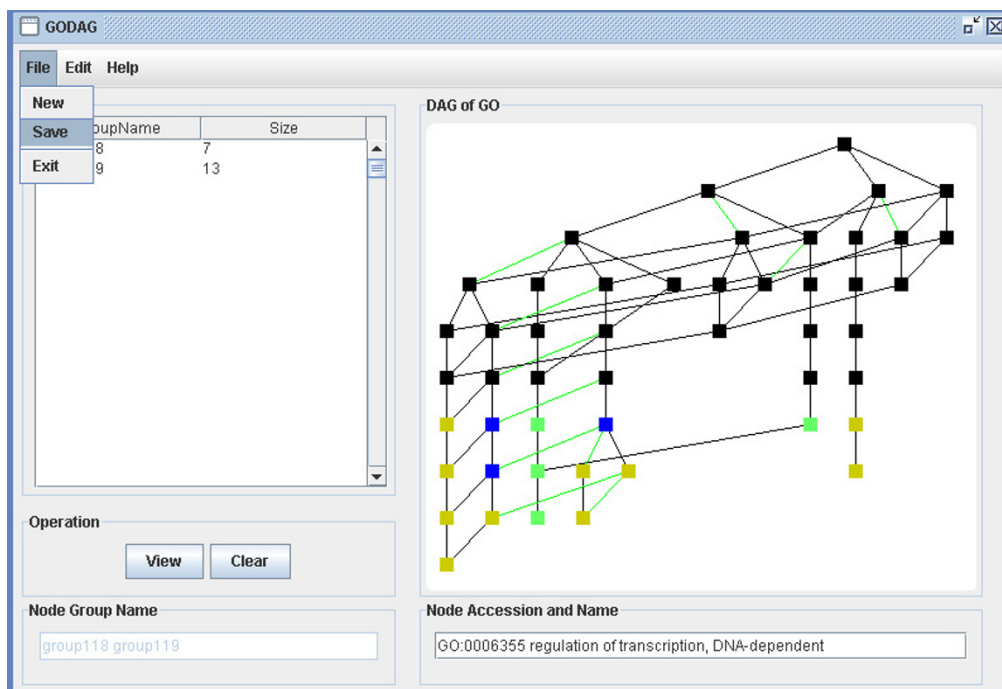 GODAG
File Edit Help
New
Save
Exit
oupName Size
8 7
9 13
DAG of GO
Operation
View Clear
Node Group Name
group118 group119
Node Accession and Name
GO:0006355 regulation of transcription, DNA-dependent